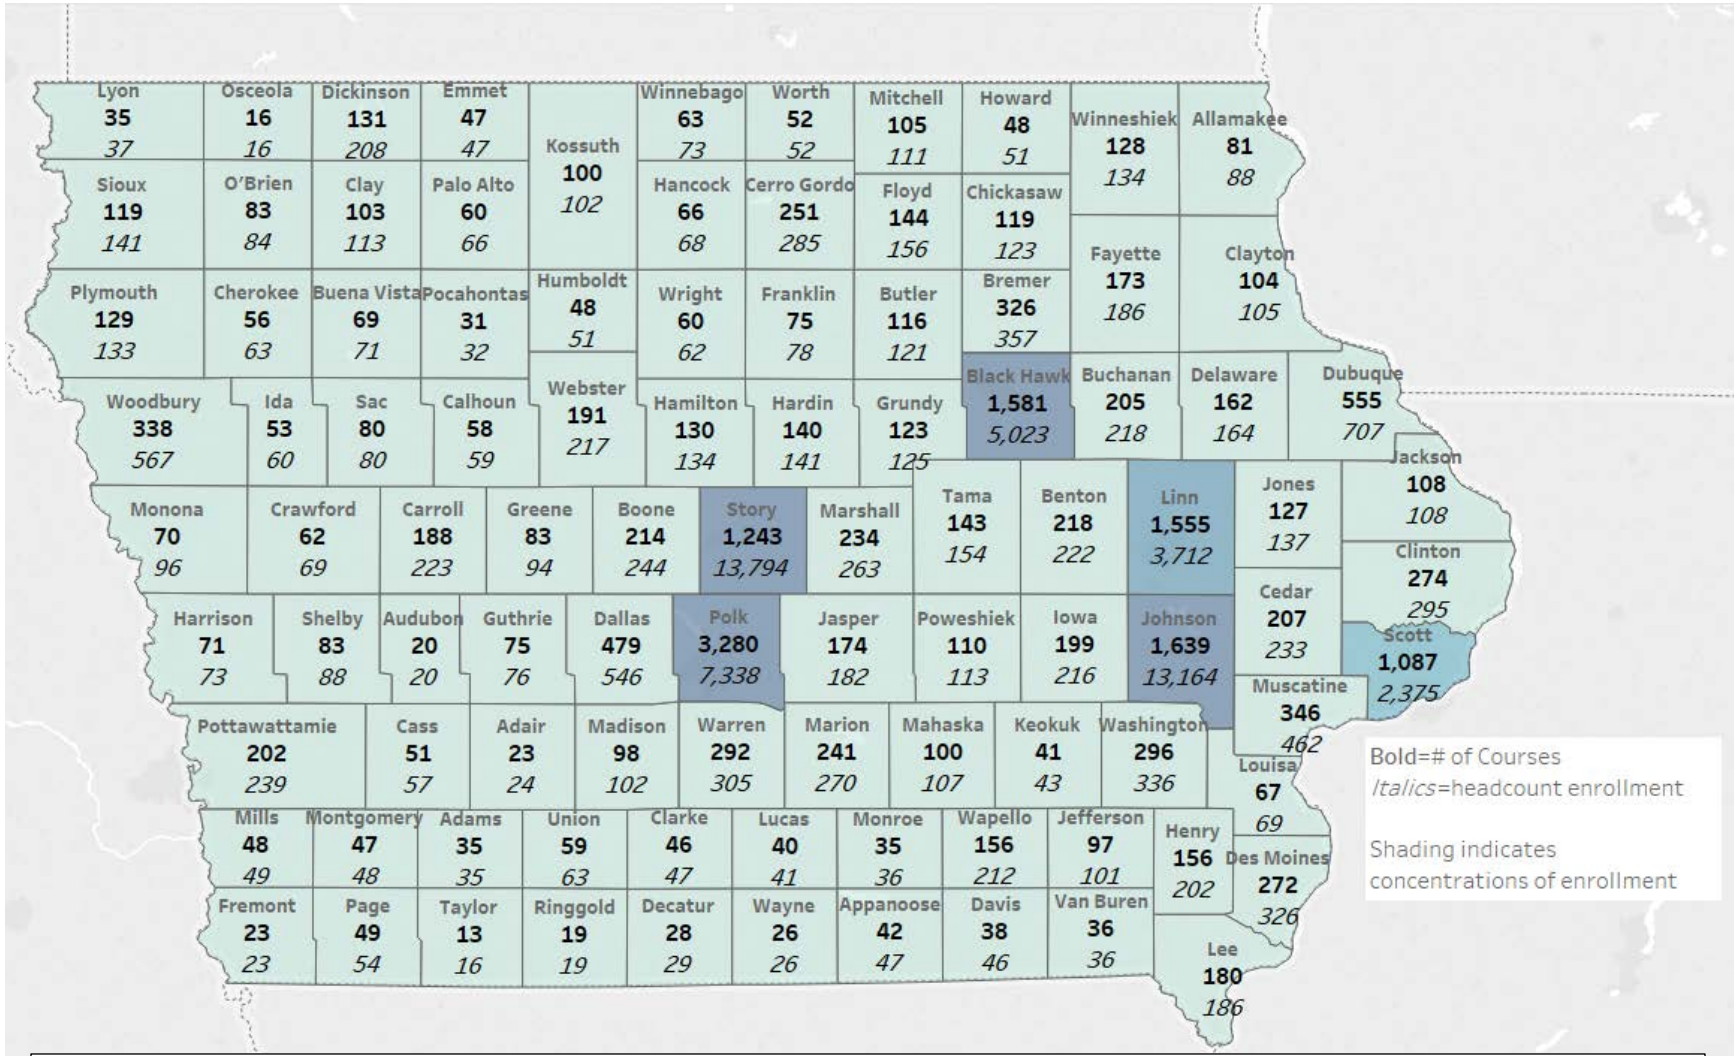 Lyon
35
37
Osceola
16
16
Dickinson
131
208
Emmet
47
47
Kossuth
100
102
Winnebago
63
73
Worth
52
52
Mitchell
105
111
Howard
48
51
Winneshiek
128
134
Allamakee
81
88
Sioux
119
141
O'Brien
83
84
Clay
103
113
Palo Alto
60
66
Hancock
66
68
Cerro Gordo
251
285
Floyd
144
156
Chickasaw
119
123
Fayette
173
186
Clayton
104
105
Plymouth
129
133
Cherokee
56
63
Buena Vista
69
71
Pocahontas
31
32
Humboldt
48
51
Wright
60
62
Franklin
75
78
Butler
116
121
Bremer
326
357
Woodbury
338
567
Ida
53
60
Sac
80
80
Calhoun
58
59
Webster
191
217
Hamilton
130
134
Hardin
140
141
Grundy
123
125
Black Hawk
1,581
5,023
Buchanan
205
218
Delaware
162
164
Dubuque
555
707
Monona
70
96
Crawford
62
69
Carroll
188
223
Greene
83
94
Boone
214
244
Story
1,243
13,794
Marshall
234
263
Tama
143
154
Benton
218
222
Linn
1,555
3,712
Jones
127
137
Jackson
108
108
Clinton
274
295
Harrison
71
73
Shelby
83
88
Audubon
20
20
Guthrie
75
76
Dallas
479
546
Polk
3,280
7,338
Jasper
174
182
Poweshiek
110
113
Iowa
199
216
Johnson
1,639
13,164
Cedar
207
233
Scott
1,087
2,375
Muscatine
346
462
Pottawattamie
202
239
Cass
51
57
Adair
23
24
Madison
98
102
Warren
292
305
Marion
241
270
Mahaska
100
107
Keokuk
41
43
Washington
296
336
Louisa
67
69
Mills
48
49
Montgomery
47
48
Adams
35
35
Union
59
63
Clarke
46
47
Lucas
40
41
Monroe
35
36
Wapello
156
212
Jefferson
97
101
Henry
156
202
Des Moines
272
326
Fremont
23
23
Page
49
54
Taylor
13
16
Ringgold
19
19
Decatur
28
29
Wayne
26
26
Appanoose
42
47
Davis
38
46
Van Buren
36
36
Lee
180
186
Bold=# of Courses
Italics=headcount enrollment
Shading indicates
concentrations of enrollment